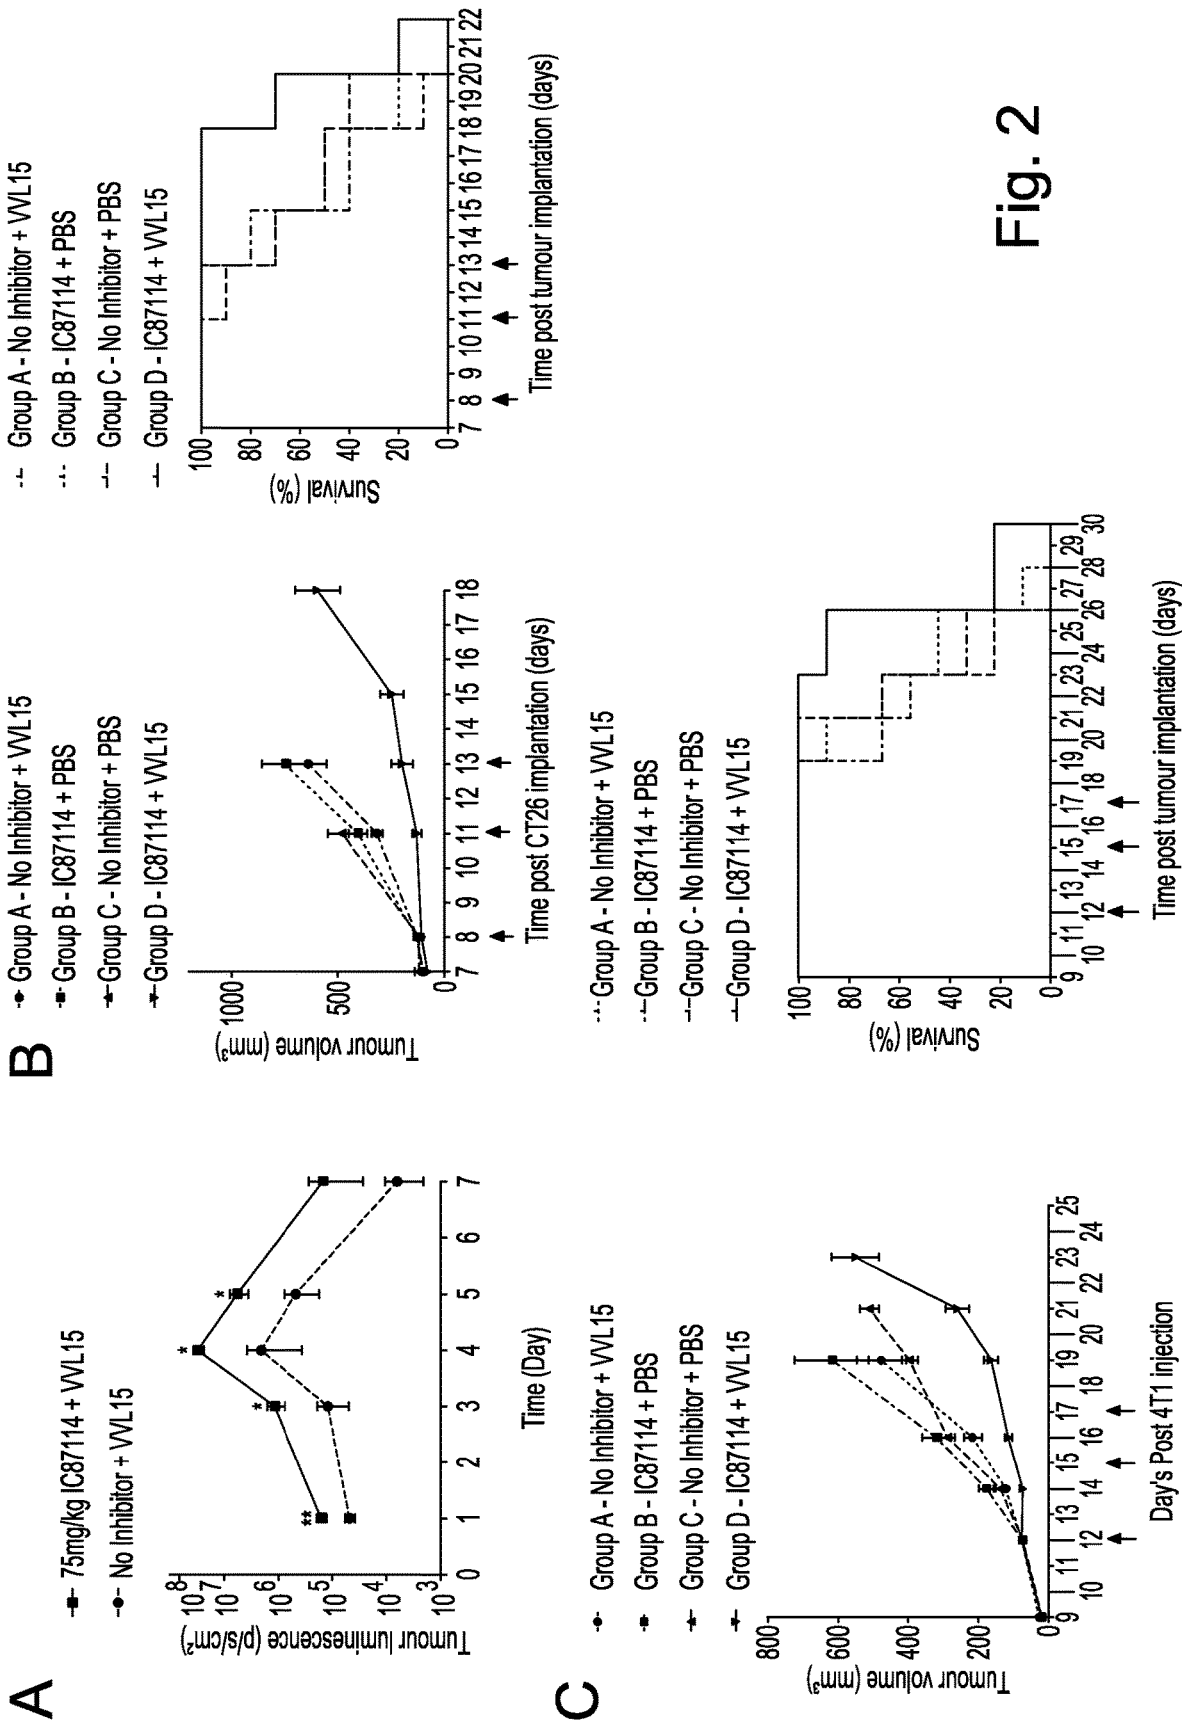 A
75mg/kg IC87114 + VVL15
No Inhibitor + VVL15
Tumour luminescence (p/s/cm²)
10⁸
10⁷
10⁶
10⁵
10⁴
10³
0 1 2 3 4 5 6 7
** * * *
Time (Day)
B
Group A - No Inhibitor + VVL15
Group B - IC87114 + PBS
Group C - No Inhibitor + PBS
Group D - IC87114 + VVL15
Tumour volume (mm³)
1000
500
0
7 8 9 10 11 12 13 14 15 16 17 18
Time post CT26 implantation (days)
Group A - No Inhibitor + VVL15
Group B - IC87114 + PBS
Group C - No Inhibitor + PBS
Group D - IC87114 + VVL15
Survival (%)
100
80
60
40
20
0
7 8 9 10 11 12 13 14 15 16 17 18 19 20 21 22
Time post tumour implantation (days)
C
Group A - No Inhibitor + VVL15
Group B - IC87114 + PBS
Group C - No Inhibitor + PBS
Group D - IC87114 + VVL15
Tumour volume (mm³)
800
600
400
200
0
9 10 11 12 13 14 15 16 17 18 19 20 21 22 23 24 25
Day's Post 4T1 injection
Group A - No Inhibitor + VVL15
Group B - IC87114 + PBS
Group C - No Inhibitor + PBS
Group D - IC87114 + VL15
Survival (%)
100
80
60
40
20
0
9 10 11 12 13 14 15 16 17 18 19 20 21 22 23 24 25 26 27 28 29 30
Time post tumour implantation (days)
Fig. 2